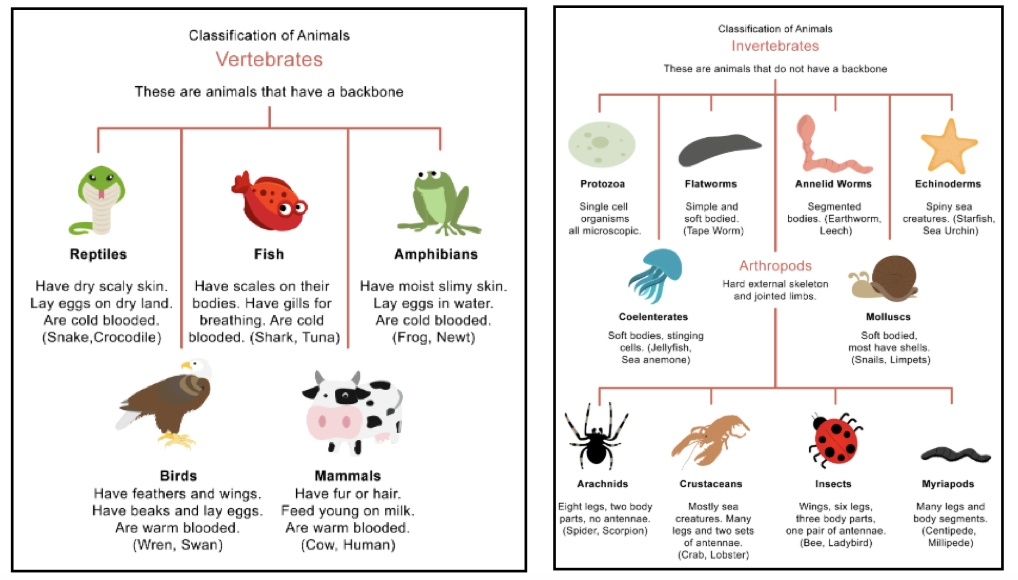 Classification of Animals
Vertebrates
These are animals that have a backbone
Reptiles
Have dry scaly skin.
Lay eggs on dry land.
Are cold blooded.
(Snake,Crocodile)
Fish
Have scales on their
bodies. Have gills for
breathing. Are cold
blooded. (Shark, Tuna)
Amphibians
Have moist slimy skin.
Lay eggs in water.
Are cold blooded.
(Frog, Newt)
Birds
Have feathers and wings.
Have beaks and lay eggs.
Are warm blooded.
(Wren, Swan)
Mammals
Have fur or hair.
Feed young on milk.
Are warm blooded.
(Cow, Human)
Classification of Animals
Invertebrates
These are animals that do not have a backbone
Protozoa
Single cell
organisms
all microscopic.
Flatworms
Simple and
soft bodied.
(Tape Worm)
Annelid Worms
Segmented
bodies. (Earthworm,
Leech)
Echinoderms
Spiny sea
creatures. (Starfish,
Sea Urchin)
Coelenterates
Soft bodies, stinging
cells. (Jellyfish,
Sea anemone)
Arthropods
Hard external skeleton
and jointed limbs.
Molluscs
Soft bodied,
most have shells.
(Snails, Limpets)
Arachnids
Eight legs, two body
parts, no antennae.
(Spider, Scorpion)
Crustaceans
Mostly sea
creatures. Many
legs and two sets
of antennae.
(Crab, Lobster)
Insects
Wings, six legs,
three body parts,
one pair of antennae.
(Bee, Ladybird)
Myriapods
Many legs and
body segments.
(Centipede,
Millipede)